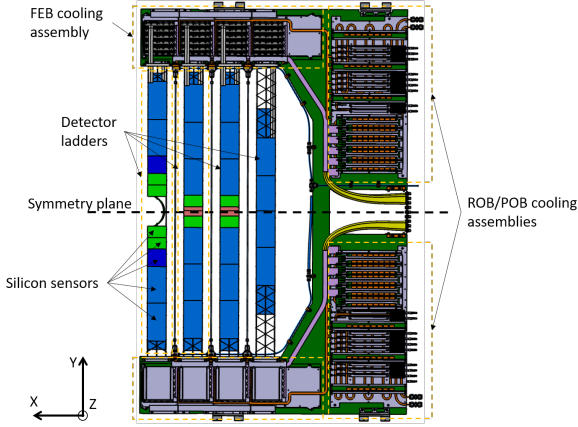 FEB cooling
assembly
Detector
ladders
Symmetry plane
ROB/POB cooling
assemblies
Silicon sensors
Y
X
Z